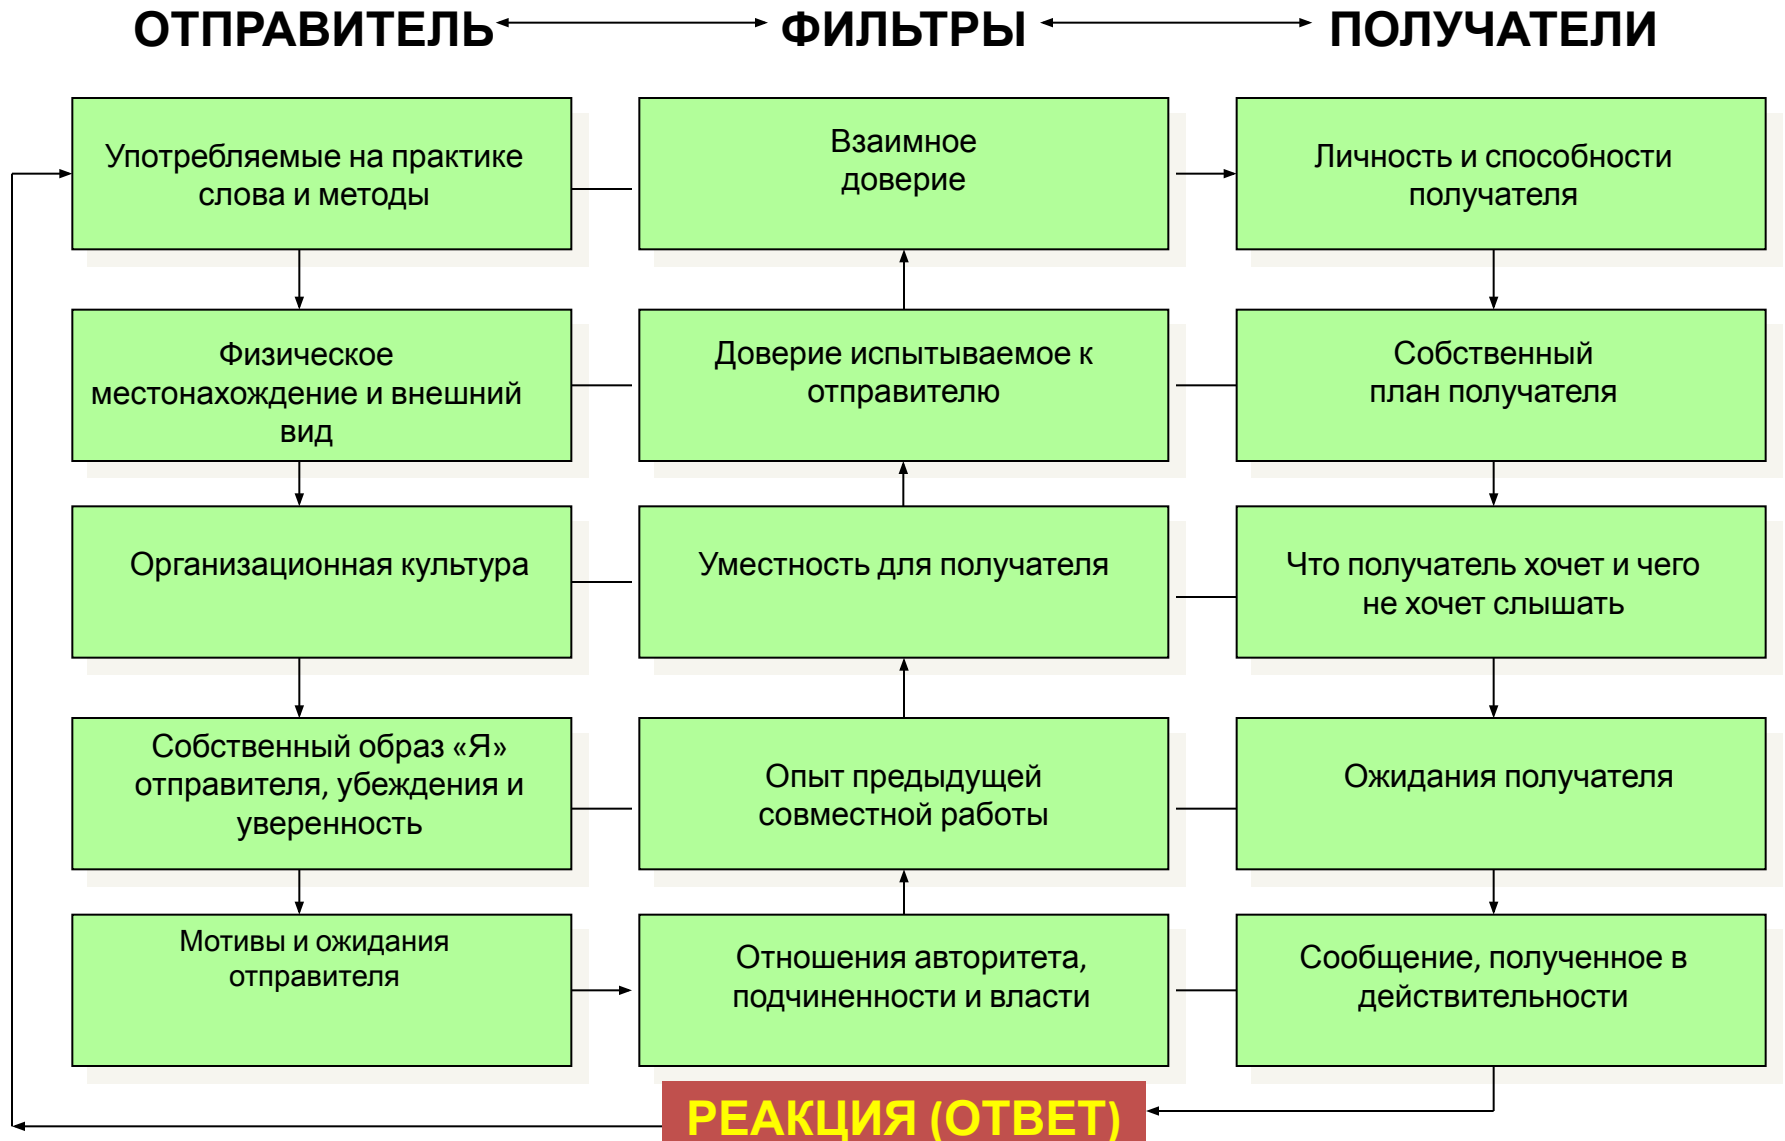 ОТПРАВИТЕЛЬ
ФИЛЬТРЫ
ПОЛУЧАТЕЛИ
Употребляемые на практике
слова и методы
Взаимное
доверие
Личность и способности
получателя
Физическое
местонахождение и внешний
вид
Доверие испытываемое к
отправителю
Собственный
план получателя
Организационная культура
Уместность для получателя
Что получатель хочет и чего
не хочет слышать
Собственный образ «Я»
отправителя, убеждения и
уверенность
Опыт предыдущей
совместной работы
Ожидания получателя
Мотивы и ожидания
отправителя
Отношения авторитета,
подчиненности и власти
Сообщение, полученное в
действительности
РЕАКЦИЯ (ОТВЕТ)